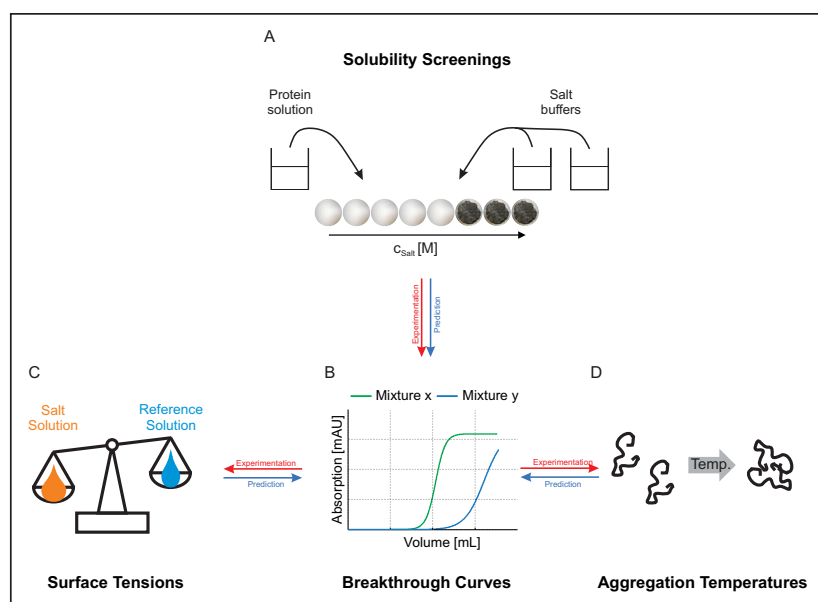 A
Solubility Screenings
Protein
solution
Salt
buffers
cSalt [M]
Experimentation
Prediction
C
Salt
Solution
Reference
Solution
Experimentation
Prediction
Surface Tensions
B
Mixture x
Mixture y
Absorption [mAU]
Volume [mL]
Breakthrough Curves
Experimentation
Prediction
D
Temp.
Aggregation Temperatures